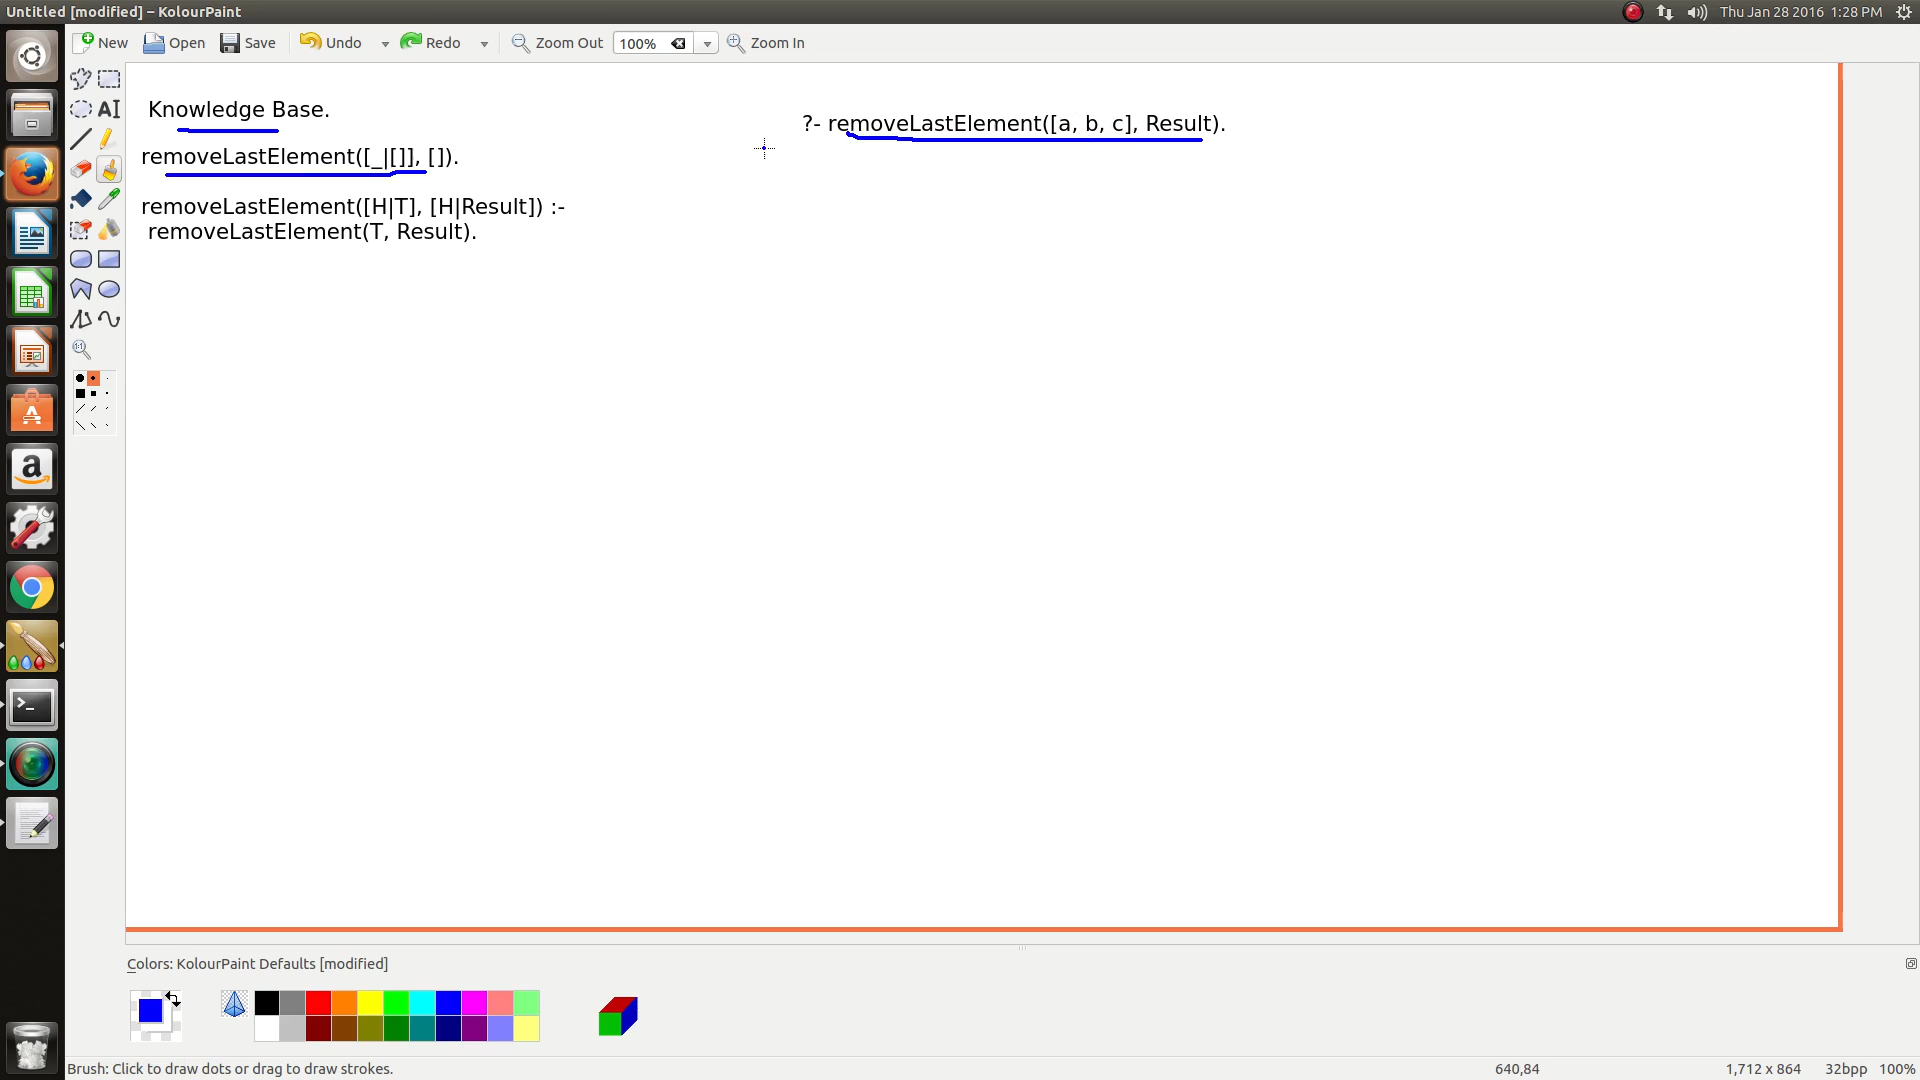 Untitled [modified] – KolourPaint
Thu Jan 28 2016 1:28 PM
New
Open
Save
Undo
Redo
Zoom Out
100%
Zoom In
Knowledge Base.
removeLastElement([_|[]], []).
removeLastElement([H|T], [H|Result]) :-
removeLastElement(T, Result).
?- removeLastElement([a, b, c], Result).
Colors: KolourPaint Defaults [modified]
Brush: Click to draw dots or drag to draw strokes.
640,84
1,712 x 864
32bpp
100%